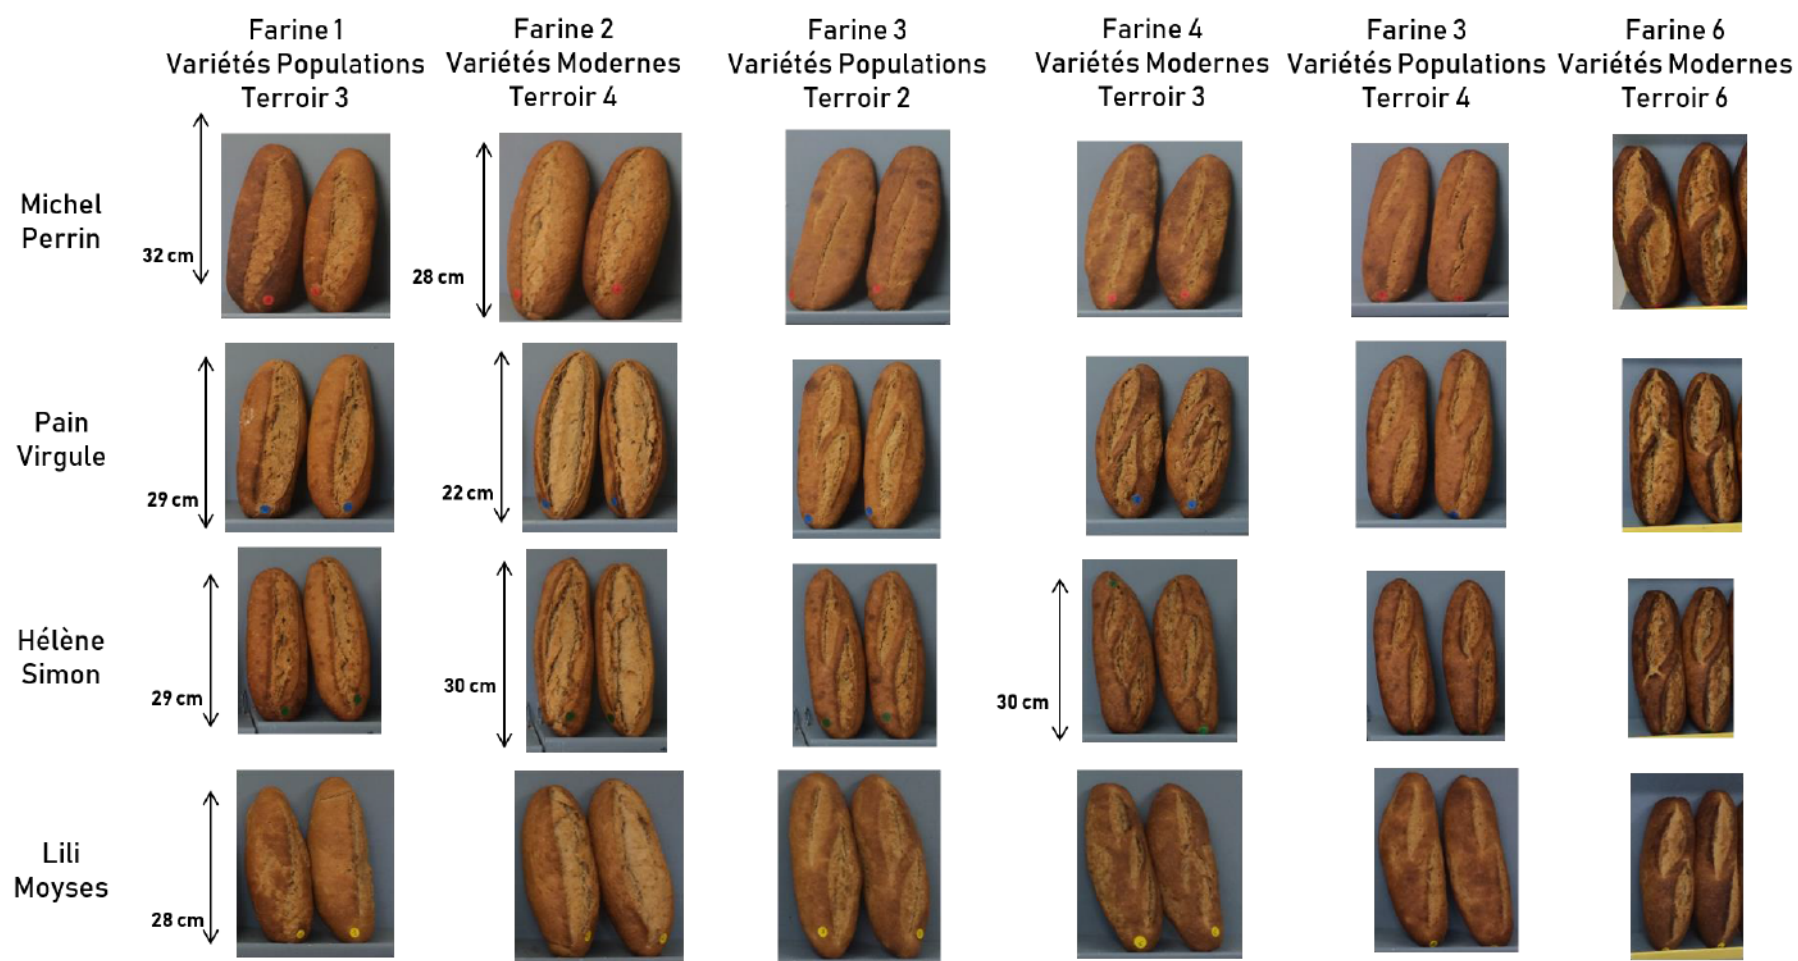 Farine 1
Variétés Populations
Terroir 3
Farine 2
Variétés Modernes
Terroir 4
Farine 3
Variétés Populations
Terroir 2
Farine 4
Variétés Modernes
Terroir 3
Farine 3
Variétés Populations
Terroir 4
Farine 6
Variétés Modernes
Terroir 6
Michel
Perrin
32 cm
28 cm
Pain
Virgule
29 cm
22 cm
Hélène
Simon
29 cm
30 cm
30 cm
Lili
Moyses
28 cm